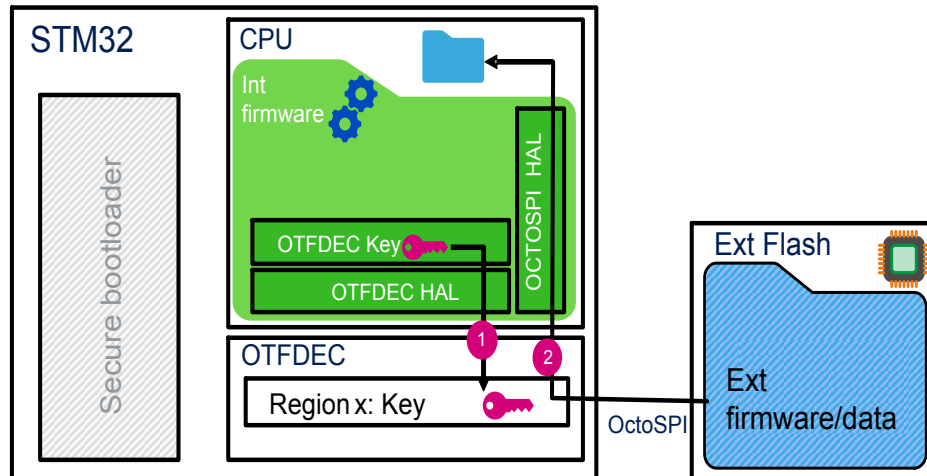 STM32
Secure bootloader
CPU
Int
firmware
OCTOSPI HAL
OTFDEC Key
OTFDEC HAL
1
2
OTFDEC
Region x: Key
OctoSPI
Ext Flash
Ext
firmware/data